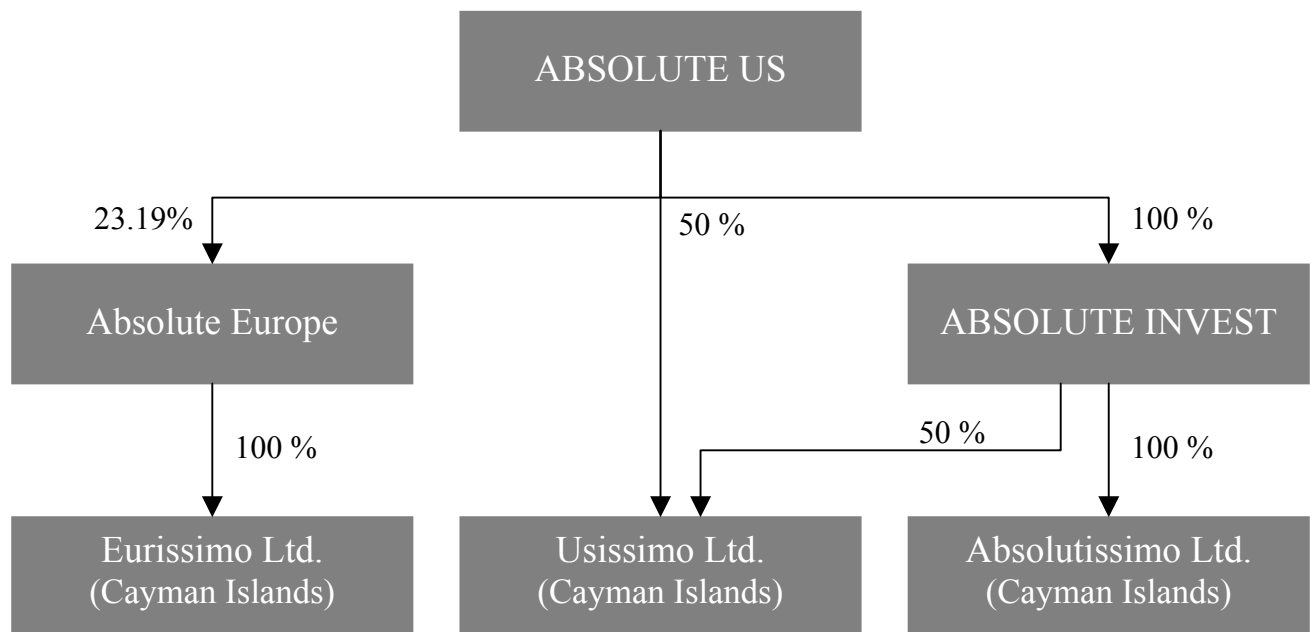 ABSOLUTE US
23.19%
50 %
100 %
Absolute Europe
ABSOLUTE INVEST
100 %
50 %
100 %
Eurissimo Ltd.
(Cayman Islands)
Usissimo Ltd.
(Cayman Islands)
Absolutissimo Ltd.
(Cayman Islands)